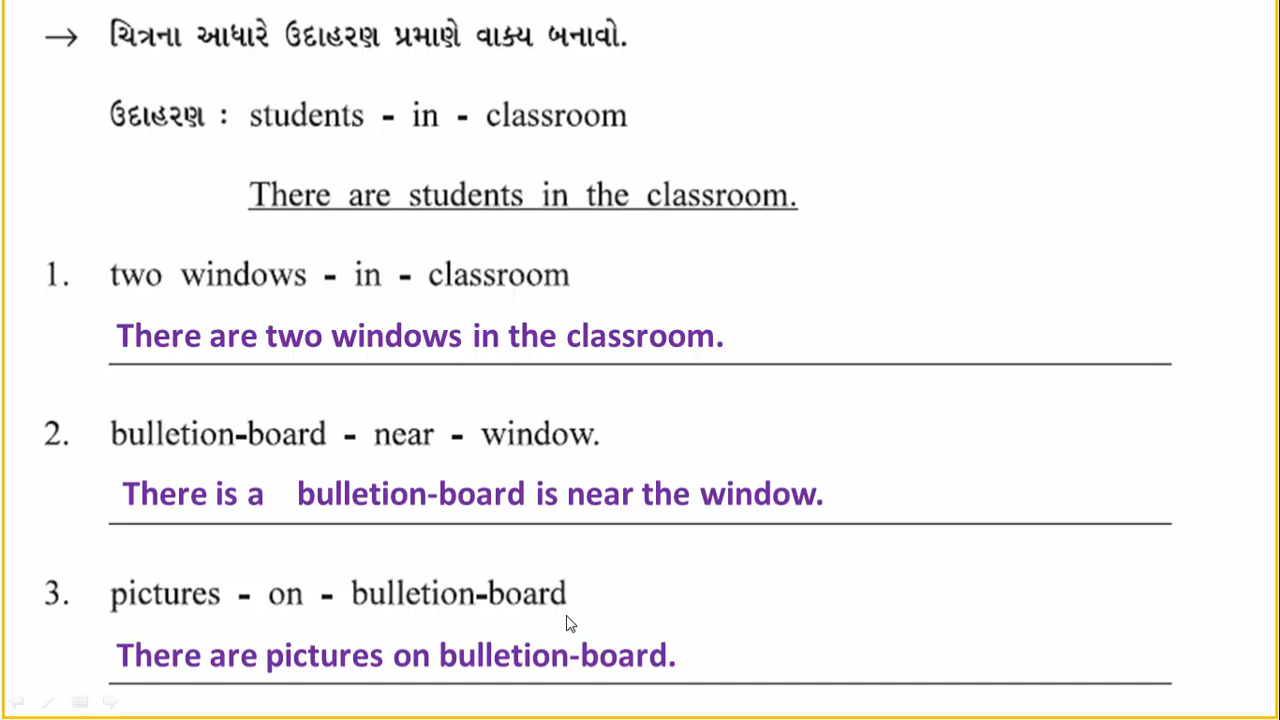 → ચિત્રના આધારે ઉદાહરણ પ્રમાણે વાક્ય બનાવો.
ઉદાહરણ : students - in - classroom
There are students in the classroom.
1. two windows - in - classroom
There are two windows in the classroom.
2. bulletion-board - near - window.
There is a bulletion-board is near the window.
3. pictures - on - bulletion-board
There are pictures on bulletion-board.